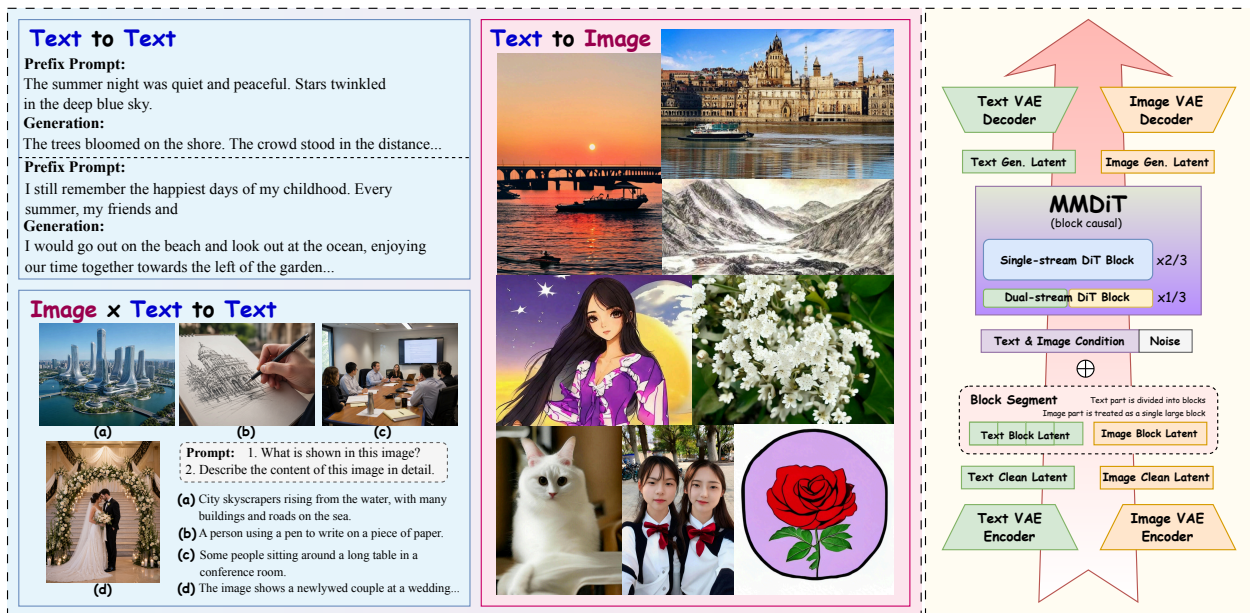 Text to Text
Prefix Prompt:
The summer night was quiet and peaceful. Stars twinkled
in the deep blue sky.
Generation:
The trees bloomed on the shore. The crowd stood in the distance...
Prefix Prompt:
I still remember the happiest days of my childhood. Every
summer, my friends and
Generation:
I would go out on the beach and look out at the ocean, enjoying
our time together towards the left of the garden...
Image x Text to Text
(a)
(b)
(c)
(d)
Prompt: 1. What is shown in this image?
2. Describe the content of this image in detail.
(a) City skyscrapers rising from the water, with many
buildings and roads on the sea.
(b) A person using a pen to write on a piece of paper.
(c) Some people sitting around a long table in a
conference room.
(d) The image shows a newlywed couple at a wedding...
Text to Image
Text VAE
Decoder
Image VAE
Decoder
Text Gen. Latent
Image Gen. Latent
MMDiT
(block causal)
Single-stream DiT Block
x2/3
Dual-stream DiT Block
x1/3
Text & Image Condition
Noise
Block Segment
Text part is divided into blocks
Image part is treated as a single large block
Text Block Latent
Image Block Latent
Text Clean Latent
Image Clean Latent
Text VAE
Encoder
Image VAE
Encoder